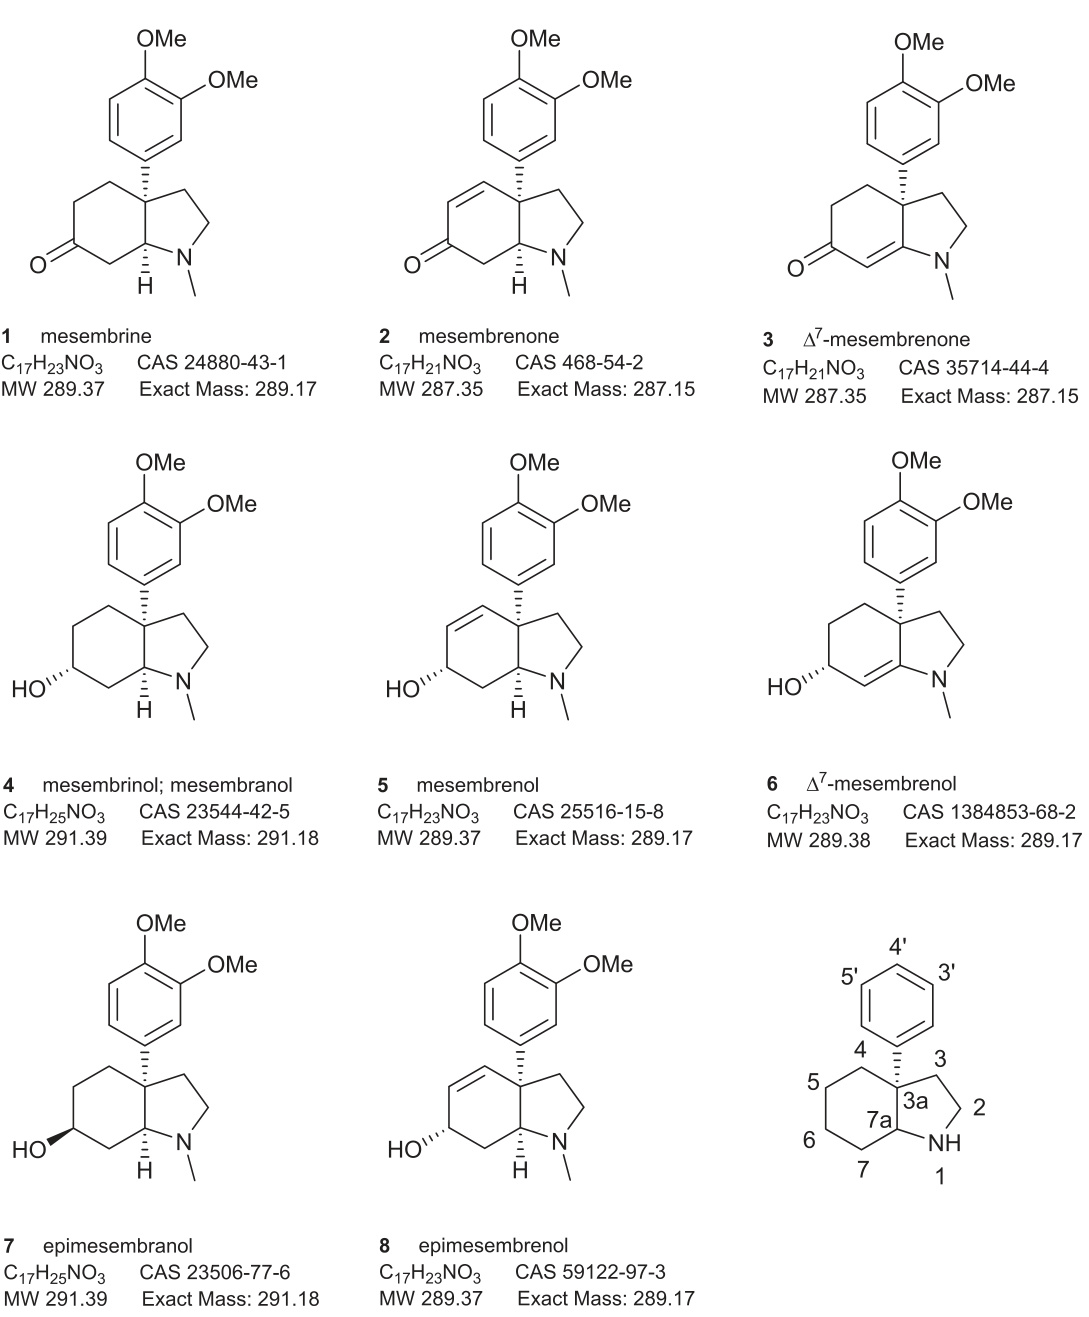 OMe OMe OMe
OMe OMe OMe
O H N O H N O N
1 mesembrine 2 mesembrenone 3 Δ⁷-mesembrenone
C₁₇H₂₃NO₃ CAS 24880-43-1 C₁₇H₂₁NO₃ CAS 468-54-2 C₁₇H₂₁NO₃ CAS 35714-44-4
MW 289.37 Exact Mass: 289.17 MW 287.35 Exact Mass: 287.15 MW 287.35 Exact Mass: 287.15
OMe OMe OMe
OMe OMe OMe
HO H N HO H N HO N
4 mesembrinol; mesembranol 5 mesembrenol 6 Δ⁷-mesembrenol
C₁₇H₂₅NO₃ CAS 23544-42-5 C₁₇H₂₃NO₃ CAS 25516-15-8 C₁₇H₂₃NO₃ CAS 1384853-68-2
MW 291.39 Exact Mass: 291.18 MW 289.37 Exact Mass: 289.17 MW 289.38 Exact Mass: 289.17
OMe OMe 4'
OMe OMe 5' 3'
4 3
5 3a 2
7a
HO H N HO H N 6 NH
7 1
7 epimesembranol 8 epimesembrenol
C₁₇H₂₅NO₃ CAS 23506-77-6 C₁₇H₂₃NO₃ CAS 59122-97-3
MW 291.39 Exact Mass: 291.18 MW 289.37 Exact Mass: 289.17